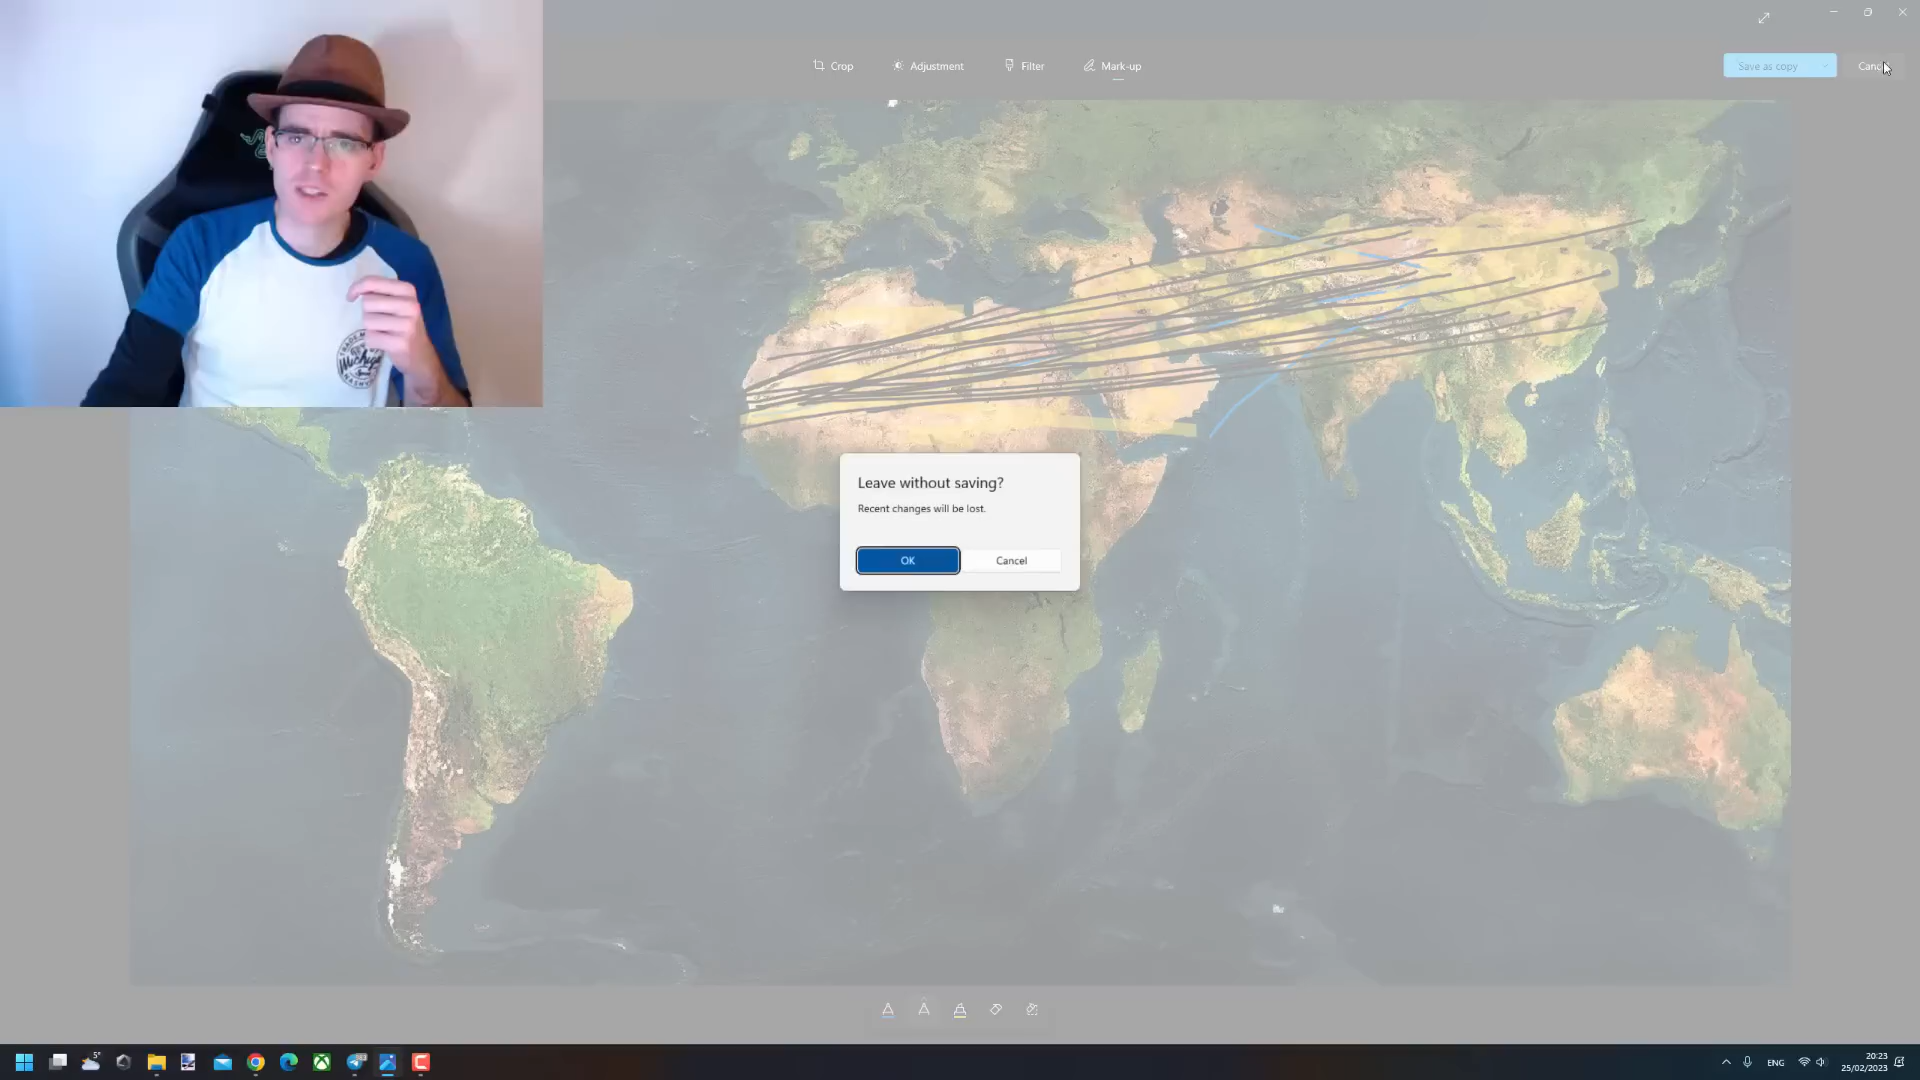 Crop
Adjustment
Filter
Mark-up
Save as copy
Leave without saving?
Recent changes will be lost.
OK
Cancel
5°
ENG
20:23
25/02/2023